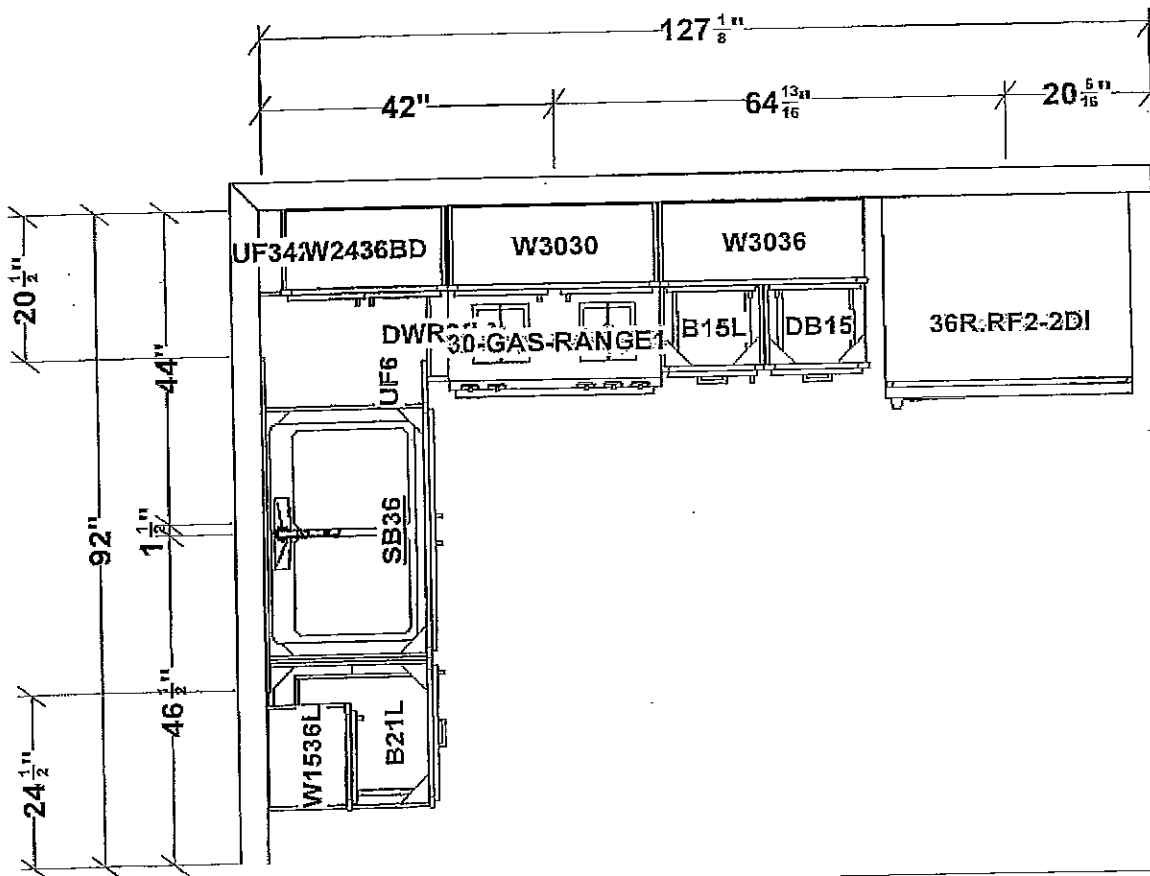 127 1/8"
42"
64 13/16"
20 5/16"
UF342
W2436BD
W3030
W3036
B15L
DB15
36R.RF2-2DI
30-GAS-RANGE1
UF6
SB36
W1536L
B21L
20 1/2"
44"
92"
1 1/2"
46 1/2"
24 1/2"